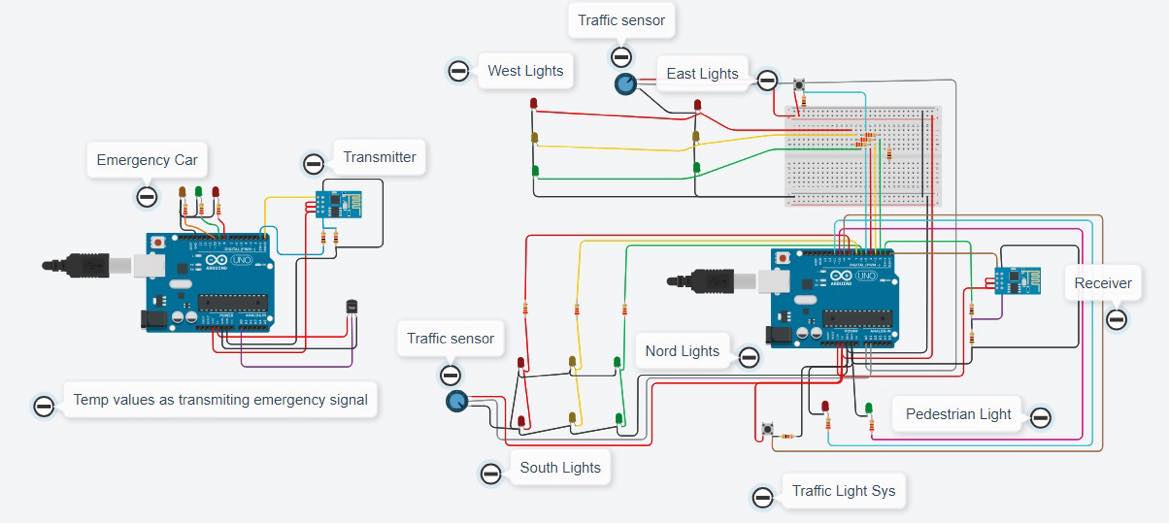 Traffic sensor
West Lights
East Lights
Emergency Car
Transmitter
ARDUINO
UNO
ARDUINO
UNO
Receiver
Traffic sensor
Nord Lights
Temp values as transmiting emergency signal
Pedestrian Light
South Lights
Traffic Light Sys